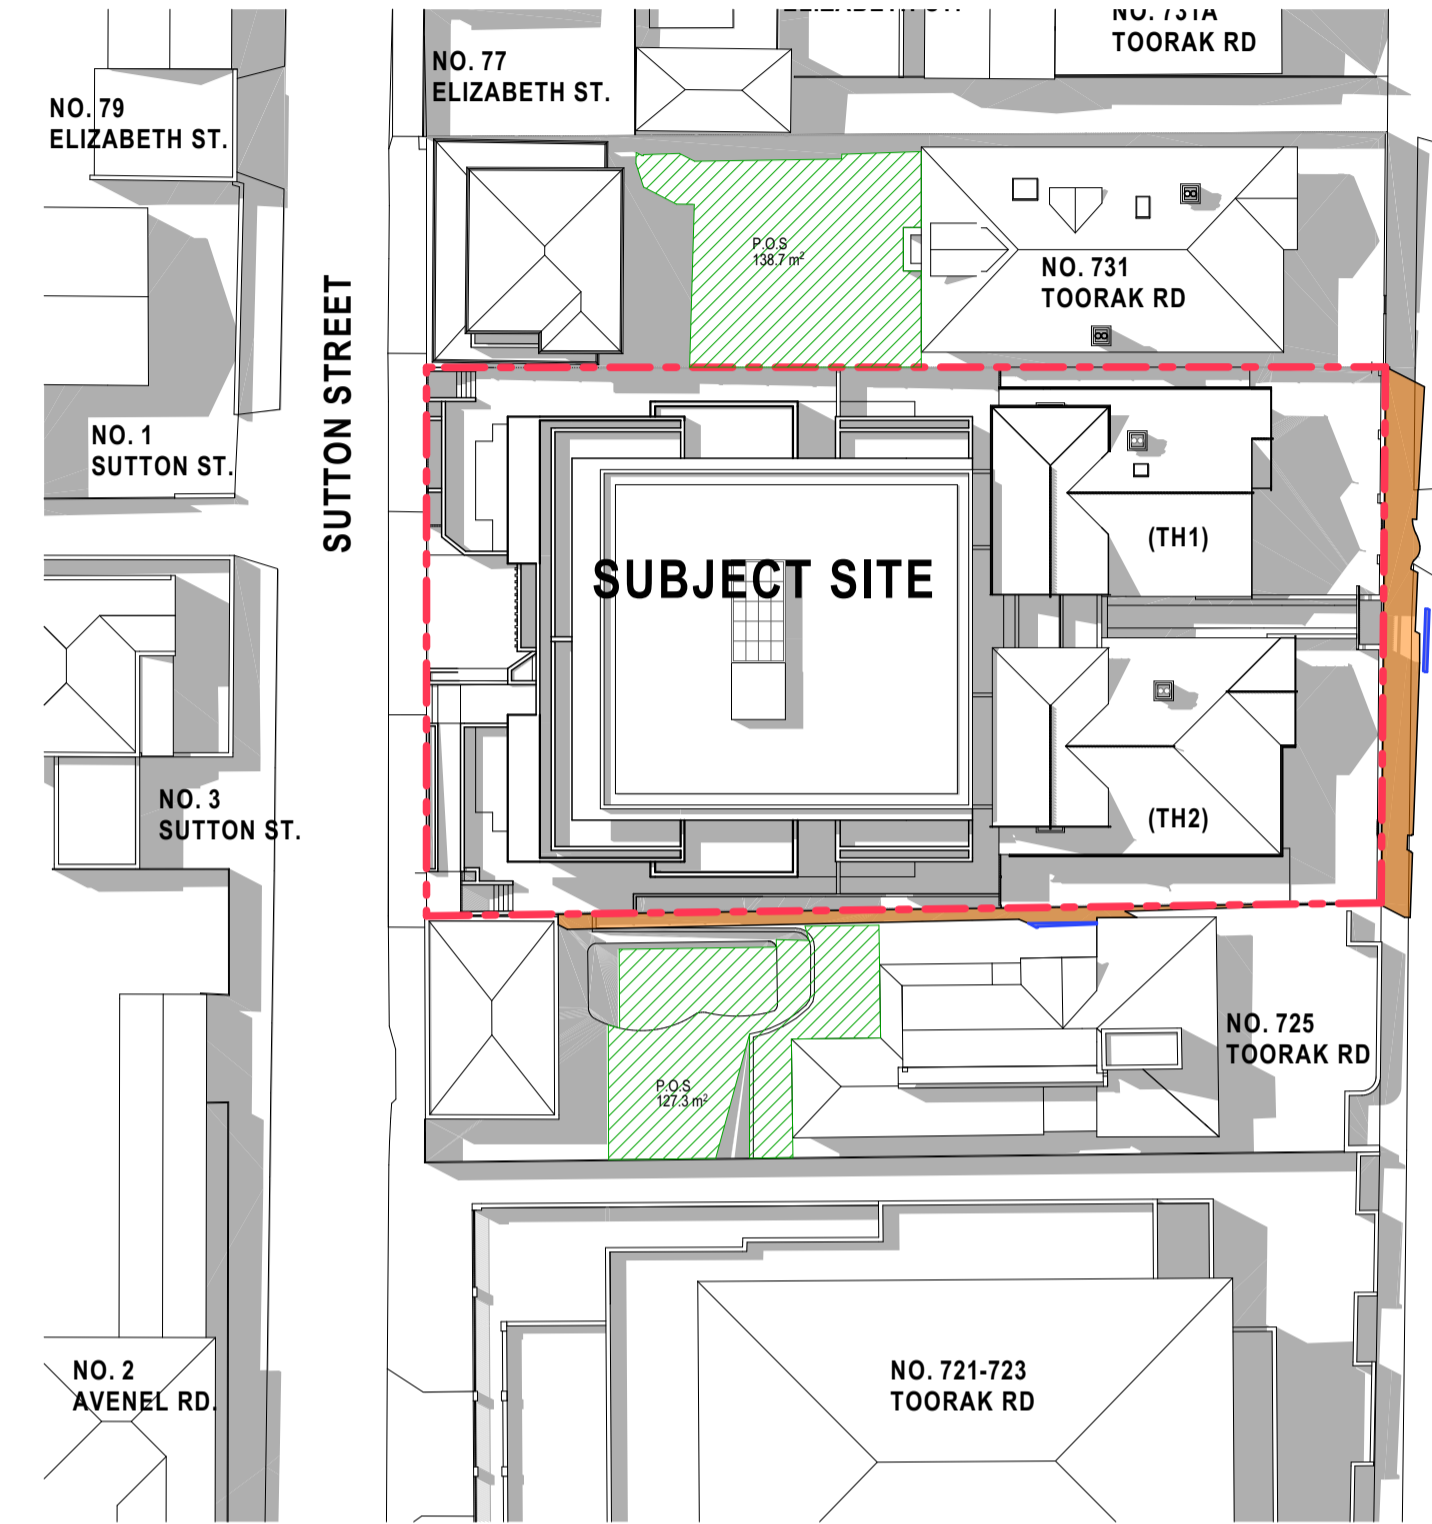 NO. 731A
TOORAK RD
NO. 77
ELIZABETH ST.
NO. 79
ELIZABETH ST.
P.O.S
138.7 m²
NO. 731
TOORAK RD
SUTTON STREET
NO. 1
SUTTON ST.
(TH1)
SUBJECT SITE
NO. 3
SUTTON ST.
(TH2)
NO. 725
TOORAK RD
P.O.S
127.3 m²
NO. 2
AVENEL RD.
NO. 721-723
TOORAK RD